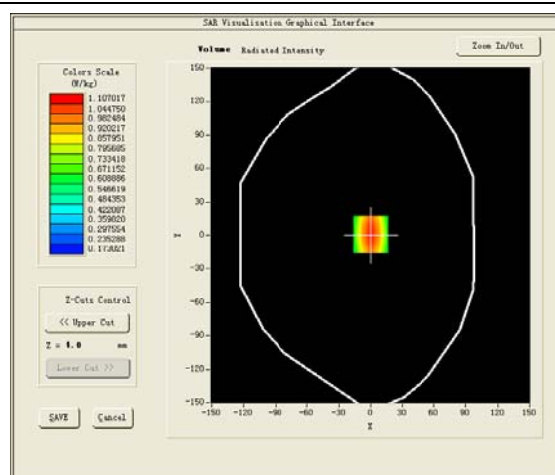 SAR Visualisation Graphical Interface
Volume Radiated Intensity
Zoom In/Out
Colors Scale
(W/kg)
1.107017
1.044750
0.982484
0.920217
0.857951
0.795685
0.733418
0.671152
0.608886
0.546619
0.484353
0.422087
0.359820
0.297554
0.235288
0.173021
Z-Cuts Control
<< Upper Cut
Z = 4.0 mm
Lower Cut >>
SAVE
Cancel
150
120
90
60
30
0
-30
-60
-90
-120
-150
Y
-150 -120 -90 -60 -30 0 30 60 90 120 150
X